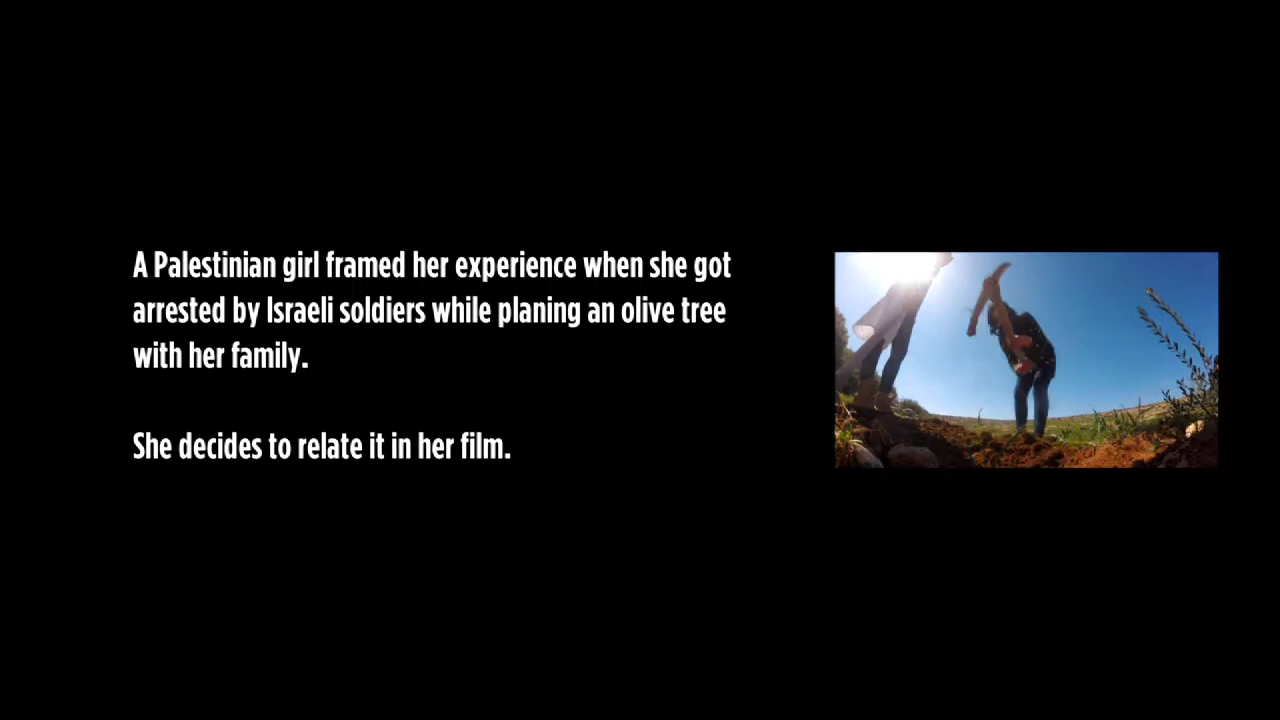 A Palestinian girl framed her experience when she got
arrested by Israeli soldiers while planing an olive tree
with her family.
She decides to relate it in her film.